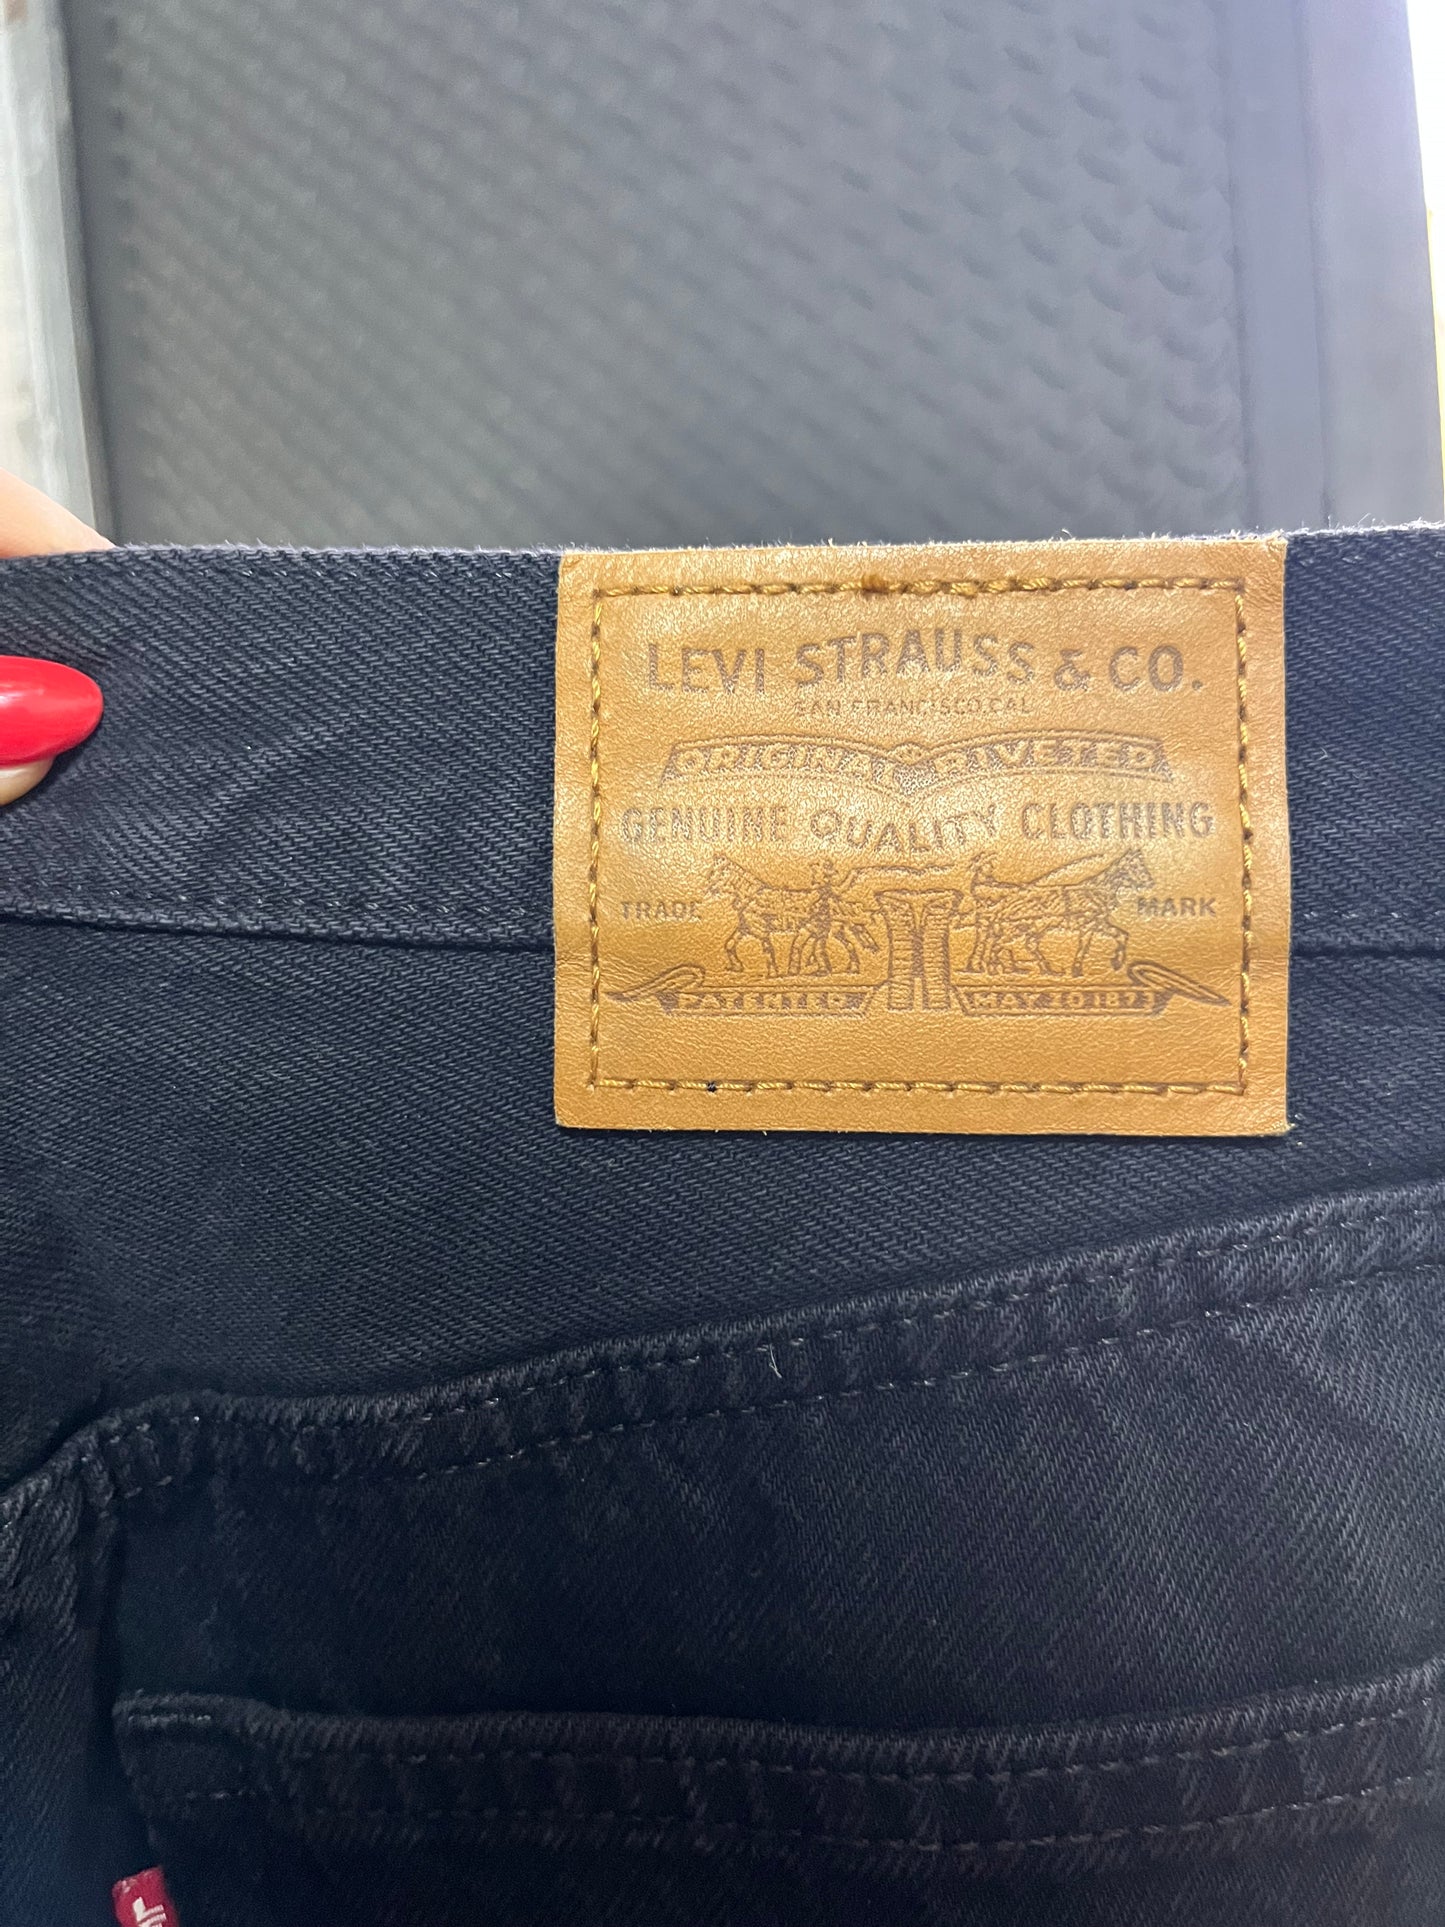 LEVI STRAUSS & CO.
SAN FRANCISCO, CAL
ORIGINAL RIVETED
GENUINE QUALITY CLOTHING
TRADE MARK
PATENTED MAY 20 1873